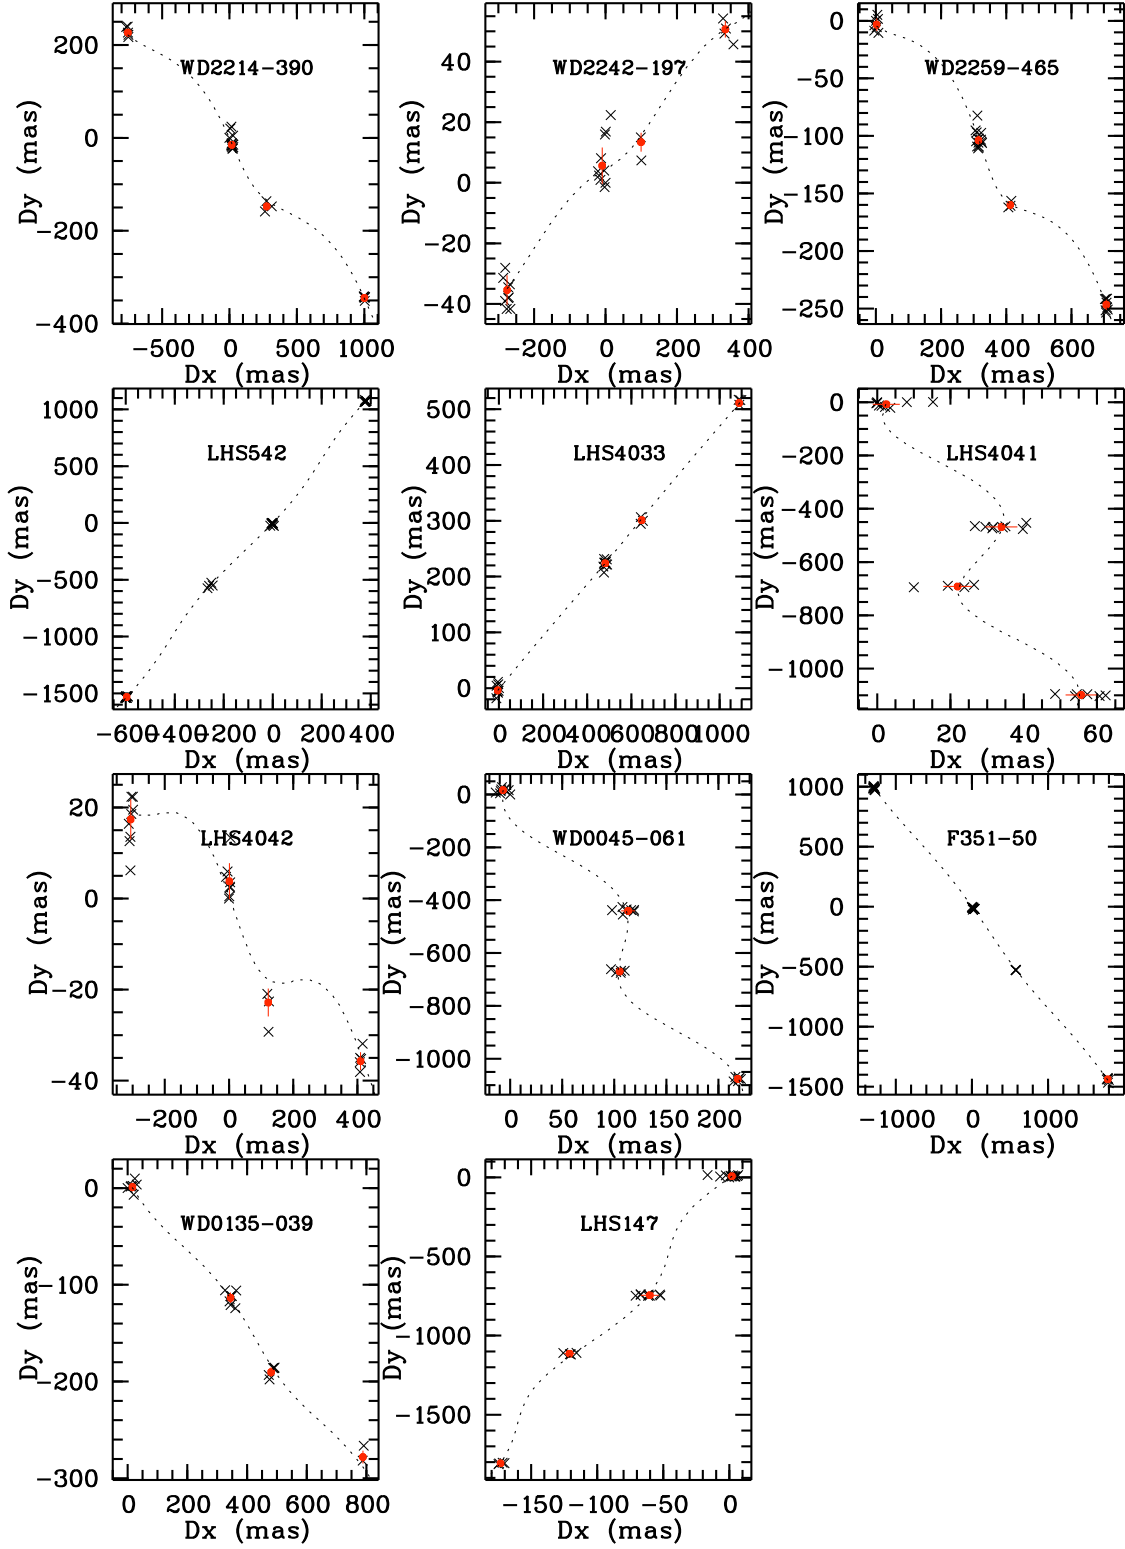 200
0
−200
−400
Dy (mas)
WD2214−390
−500 0 500 1000
Dx (mas)
40
20
0
−20
−40
Dy (mas)
WD2242−197
−200 0 200 400
Dx (mas)
0
−50
−100
−150
−200
−250
Dy (mas)
WD2259−465
0 200 400 600
Dx (mas)
1000
500
0
−500
−1000
−1500
Dy (mas)
LHS542
−600 −400 −200 0 200 400
Dx (mas)
500
400
300
200
100
0
Dy (mas)
LHS4033
0 200 400 600 800 1000
Dx (mas)
0
−200
−400
−600
−800
−1000
Dy (mas)
LHS4041
0 20 40 60
Dx (mas)
20
0
−20
−40
Dy (mas)
LHS4042
−200 0 200 400
Dx (mas)
0
−200
−400
−600
−800
−1000
Dy (mas)
WD0045−061
0 50 100 150 200
Dx (mas)
1000
500
0
−500
−1000
−1500
Dy (mas)
F351−50
−1000 0 1000
Dx (mas)
0
−100
−200
−300
Dy (mas)
WD0135−039
0 200 400 600 800
Dx (mas)
0
−500
−1000
−1500
Dy (mas)
LHS147
−150 −100 −50 0
Dx (mas)